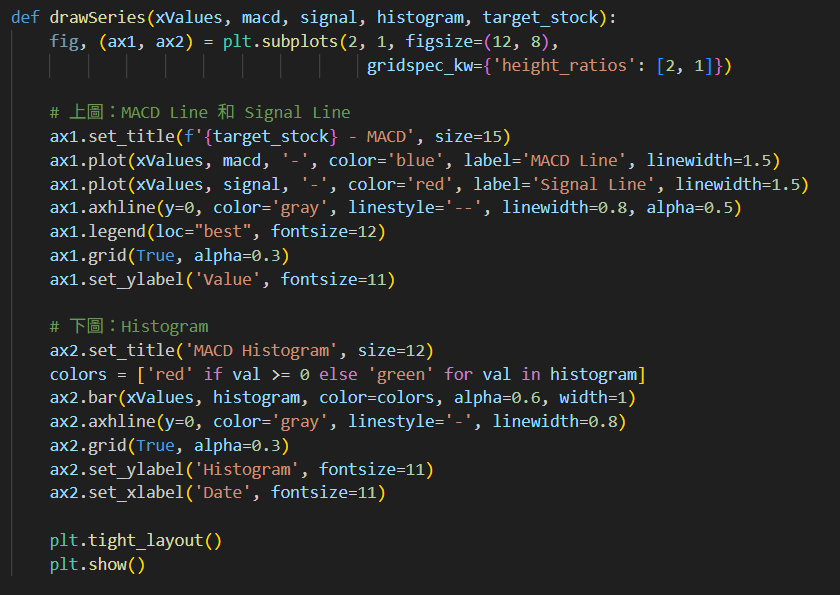 def drawSeries(xValues, macd, signal, histogram, target_stock):
    fig, (ax1, ax2) = plt.subplots(2, 1, figsize=(12, 8),
                                 gridspec_kw={'height_ratios': [2, 1]})

    # 上圖：MACD Line 和 Signal Line
    ax1.set_title(f'{target_stock} - MACD', size=15)
    ax1.plot(xValues, macd, '-', color='blue', label='MACD Line', linewidth=1.5)
    ax1.plot(xValues, signal, '-', color='red', label='Signal Line', linewidth=1.5)
    ax1.axhline(y=0, color='gray', linestyle='--', linewidth=0.8, alpha=0.5)
    ax1.legend(loc="best", fontsize=12)
    ax1.grid(True, alpha=0.3)
    ax1.set_ylabel('Value', fontsize=11)

    # 下圖：Histogram
    ax2.set_title('MACD Histogram', size=12)
    colors = ['red' if val >= 0 else 'green' for val in histogram]
    ax2.bar(xValues, histogram, color=colors, alpha=0.6, width=1)
    ax2.axhline(y=0, color='gray', linestyle='-', linewidth=0.8)
    ax2.grid(True, alpha=0.3)
    ax2.set_ylabel('Histogram', fontsize=11)
    ax2.set_xlabel('Date', fontsize=11)

    plt.tight_layout()
    plt.show()